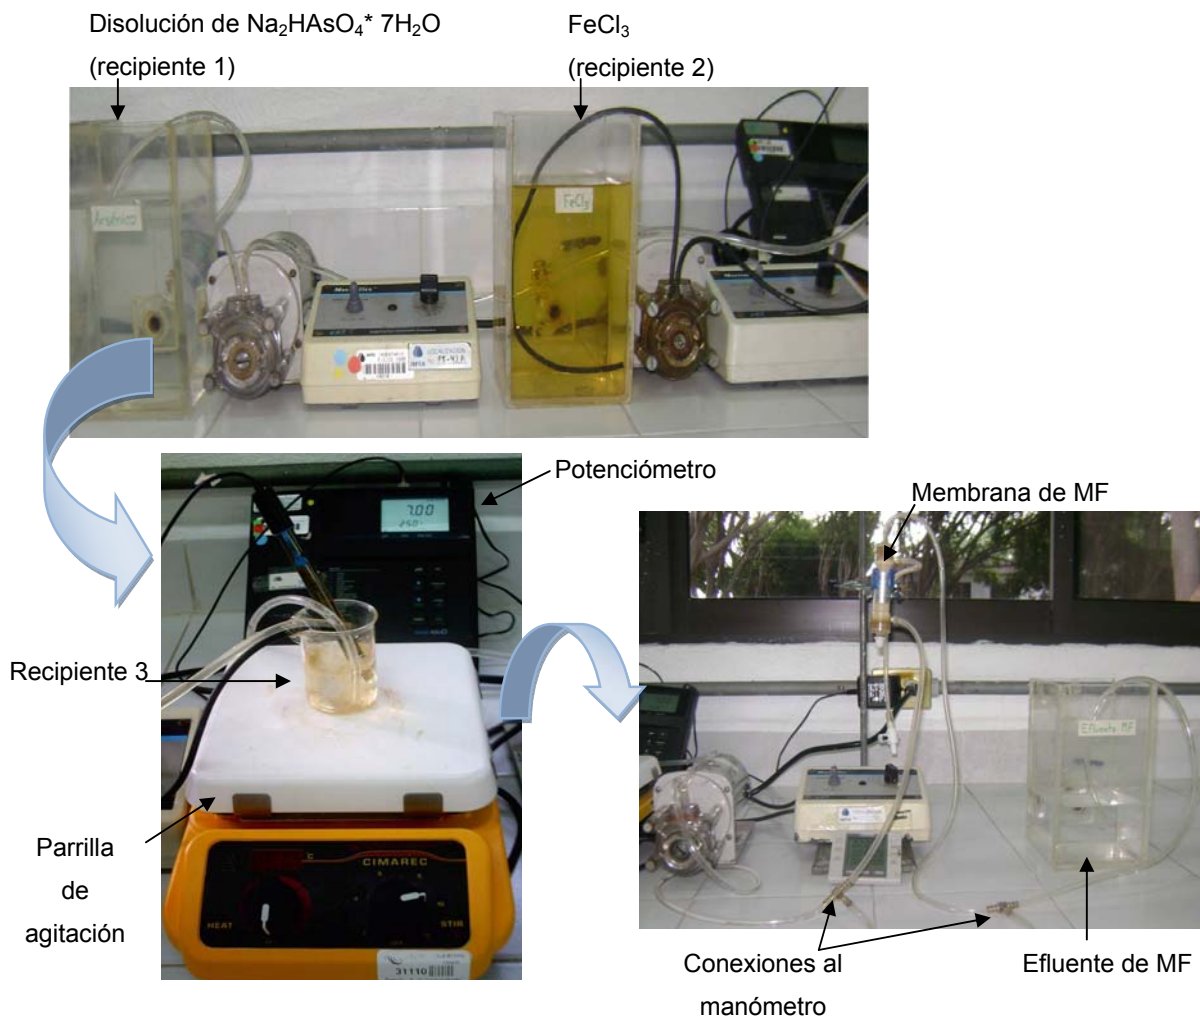 Disolución de Na₂HAsO₄* 7H₂O
(recipiente 1)
FeCl₃
(recipiente 2)
Arsénico
FeCl₃
Potenciómetro
7.00
Membrana de MF
Recipiente 3
Efluente MF
Parrilla
de
agitación
CIMAREC
HEAT
STIR
31110
Conexiones al
manómetro
Efluente de MF